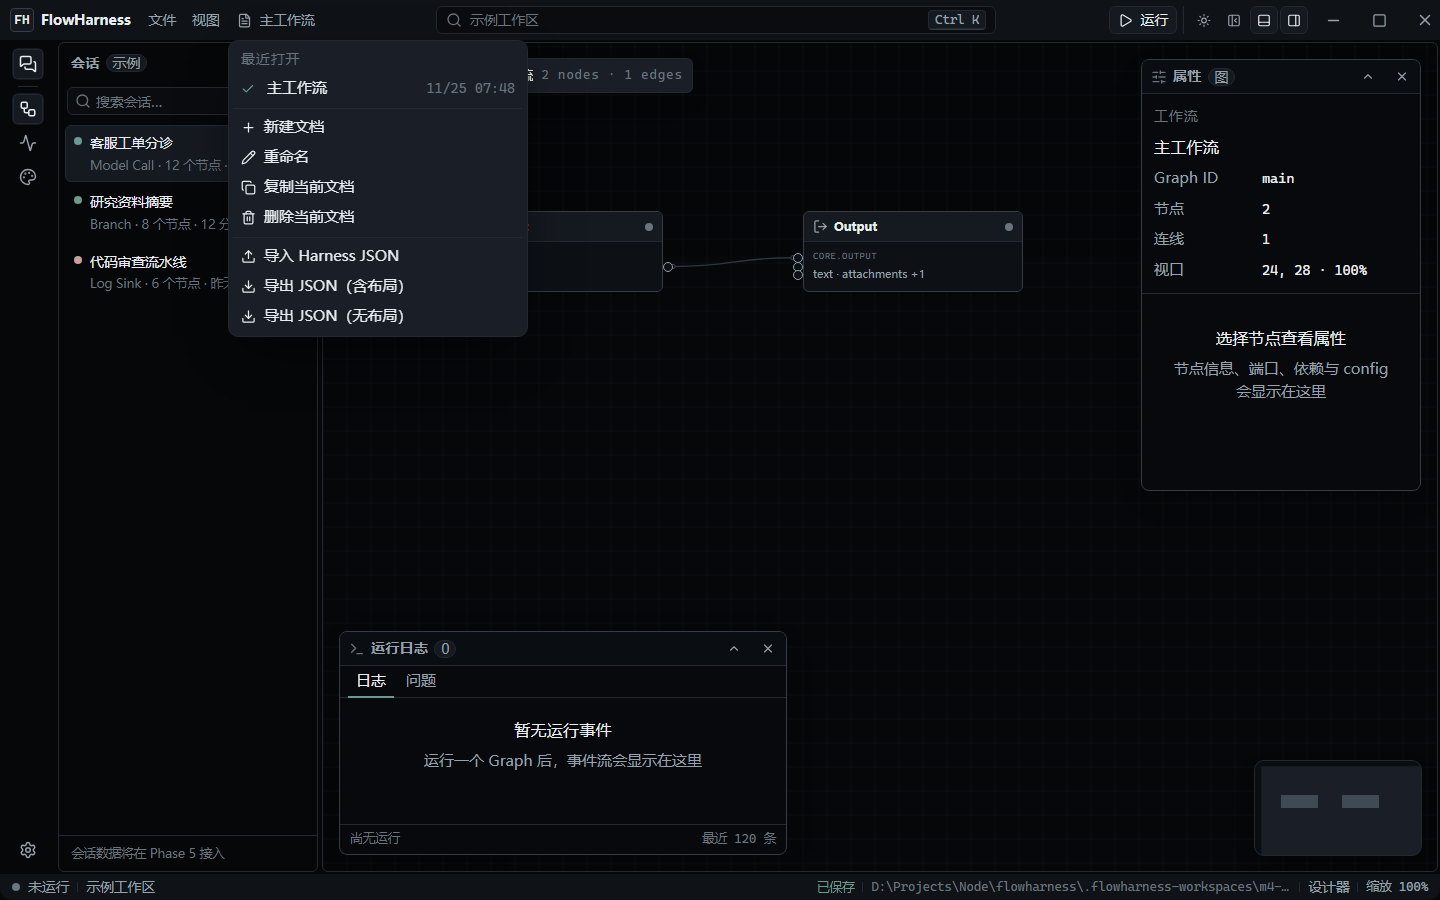 FH FlowHarness 文件 视图 主工作流 示例工作区 Ctrl K 运行
会话 示例
搜索会话...
客服工单分诊
Model Call · 12 个节点 ·
研究资料摘要
Branch · 8 个节点 · 12 分
代码审查流水线
Log Sink · 6 个节点 · 昨天
会话数据将在 Phase 5 接入
最近打开
主工作流 11/25 07:48
新建文档
重命名
复制当前文档
删除当前文档
导入 Harness JSON
导出 JSON（含布局）
导出 JSON（无布局）
2 nodes · 1 edges
Output
CORE.OUTPUT
text · attachments +1
属性 图
工作流
主工作流
Graph ID main
节点 2
连线 1
视口 24, 28 · 100%
选择节点查看属性
节点信息、端口、依赖与 config
会显示在这里
运行日志 0
日志 问题
暂无运行事件
运行一个 Graph 后，事件流会显示在这里
尚无运行 最近 120 条
未运行 示例工作区 已保存 D:\Projects\Node\flowharness\.flowharness-workspaces\m4-… 设计器 缩放 100%